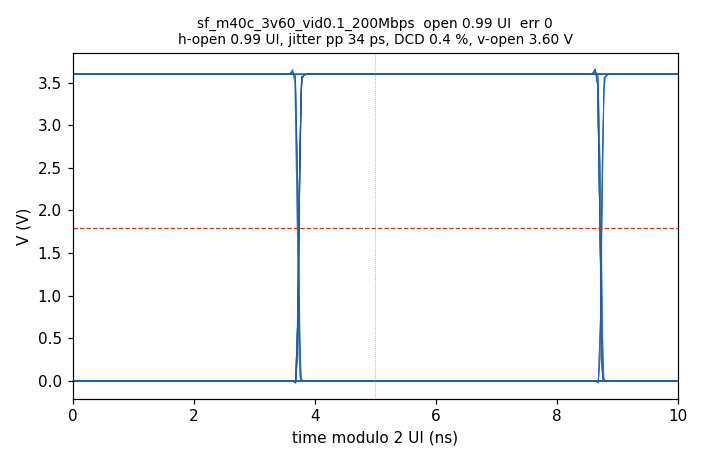 sf_m40c_3v60_vid0.1_200Mbps  open 0.99 UI  err 0
h-open 0.99 UI, jitter pp 34 ps, DCD 0.4 %, v-open 3.60 V
3.5
3.0
2.5
2.0
1.5
1.0
0.5
0.0
V (V)
0 2 4 6 8 10
time modulo 2 UI (ns)